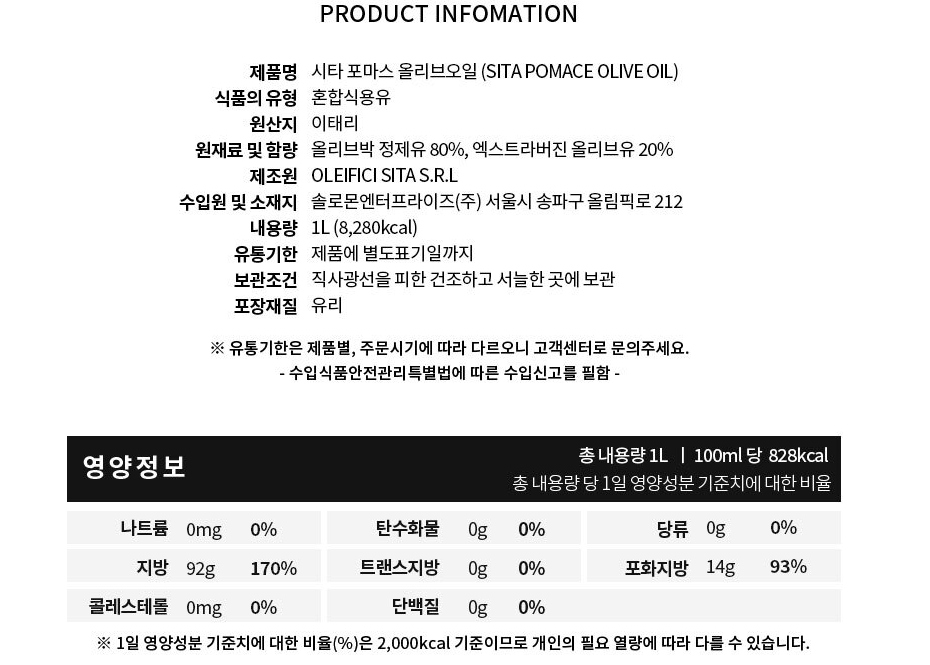 PRODUCT INFOMATION
제품명 시타 포마스 올리브오일 (SITA POMACE OLIVE OIL)
식품의 유형 혼합식용유
원산지 이태리
원재료 및 함량 올리브박 정제유 80%, 엑스트라버진 올리브유 20%
제조원 OLEIFICI SITA S.R.L
수입원 및 소재지 솔로몬엔터프라이즈(주) 서울시 송파구 올림픽로 212
내용량 1L (8,280kcal)
유통기한 제품에 별도표기일까지
보관조건 직사광선을 피한 건조하고 서늘한 곳에 보관
포장재질 유리
※ 유통기한은 제품별, 주문시기에 따라 다르오니 고객센터로 문의주세요.
- 수입식품안전관리특별법에 따른 수입신고를 필함 -
영양정보
총 내용량 1L ㅣ 100ml 당 828kcal
총 내용량 당 1일 영양성분 기준치에 대한 비율
나트륨 0mg 0% 탄수화물 0g 0% 당류 0g 0%
지방 92g 170% 트랜스지방 0g 0% 포화지방 14g 93%
콜레스테롤 0mg 0% 단백질 0g 0%
※ 1일 영양성분 기준치에 대한 비율(%)은 2,000kcal 기준이므로 개인의 필요 열량에 따라 다를 수 있습니다.